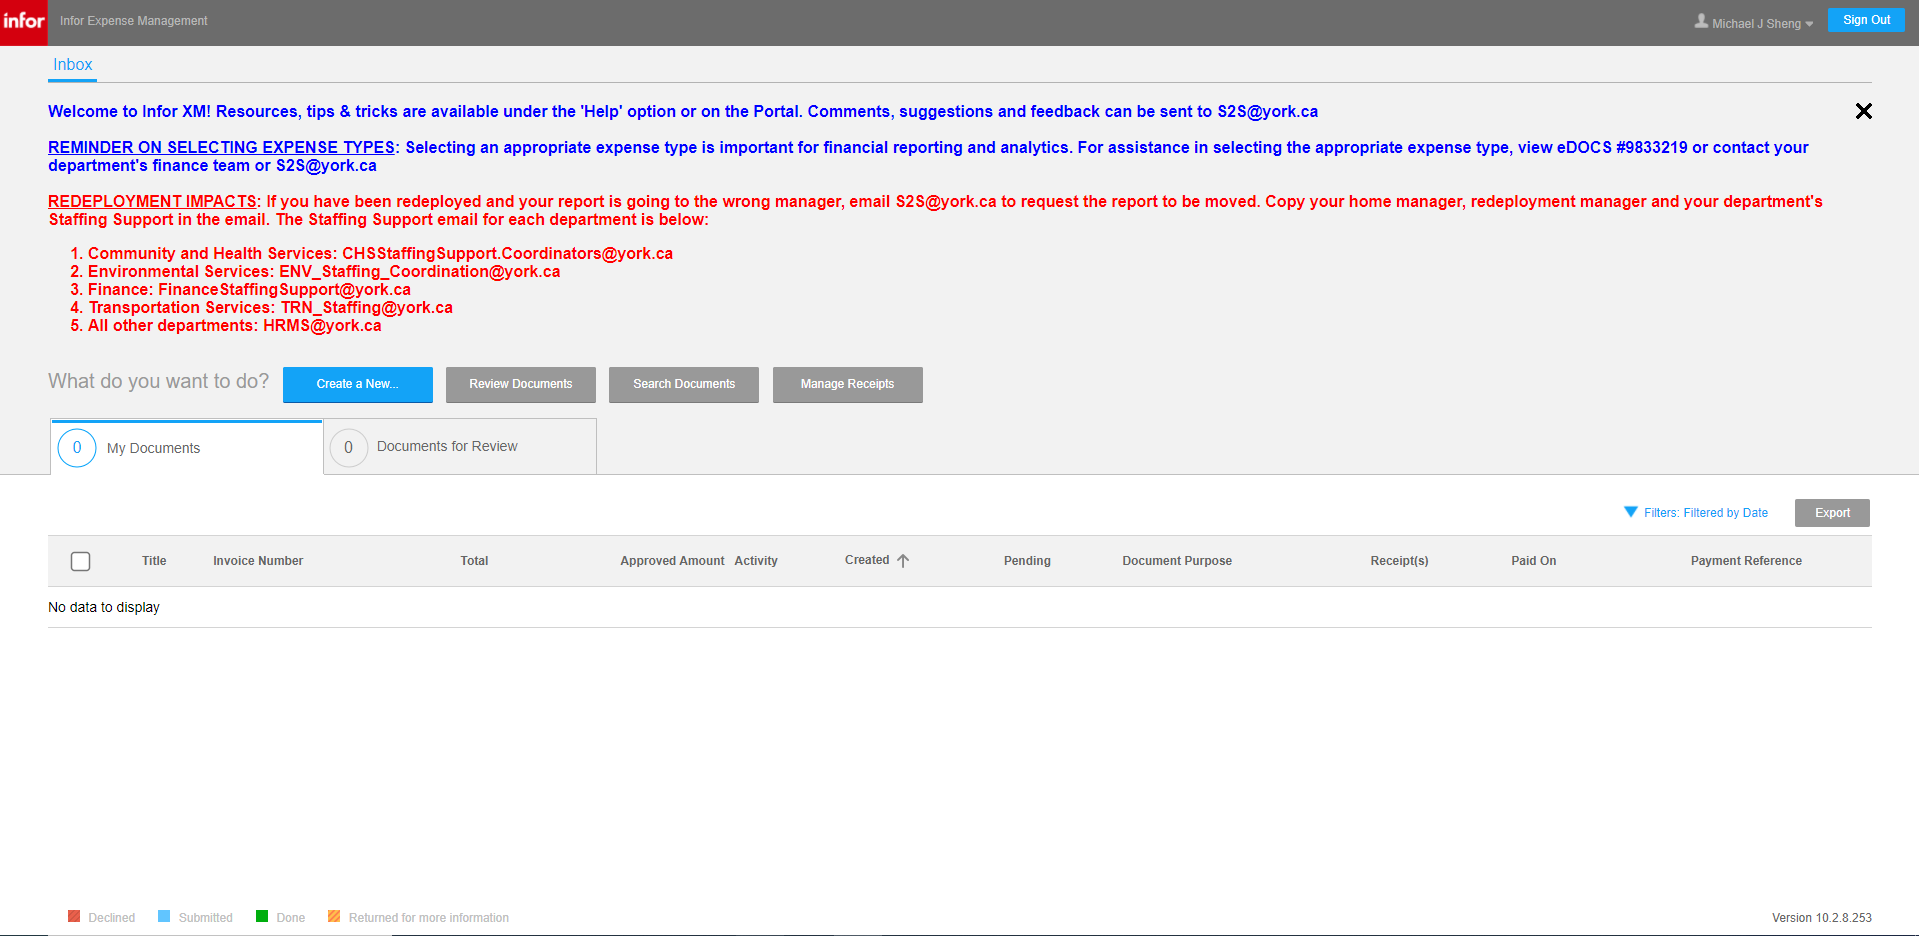 infor
Infor Expense Management
Michael J Sheng
Sign Out
Inbox
Welcome to Infor XM! Resources, tips & tricks are available under the 'Help' option or on the Portal. Comments, suggestions and feedback can be sent to S2S@york.ca
REMINDER ON SELECTING EXPENSE TYPES: Selecting an appropriate expense type is important for financial reporting and analytics. For assistance in selecting the appropriate expense type, view eDOCS #9833219 or contact your
department's finance team or S2S@york.ca
REDEPLOYMENT IMPACTS: If you have been redeployed and your report is going to the wrong manager, email S2S@york.ca to request the report to be moved. Copy your home manager, redeployment manager and your department's
Staffing Support in the email. The Staffing Support email for each department is below:
1. Community and Health Services: CHSStaffingSupport.Coordinators@york.ca
2. Environmental Services: ENV_Staffing_Coordination@york.ca
3. Finance: FinanceStaffingSupport@york.ca
4. Transportation Services: TRN_Staffing@york.ca
5. All other departments: HRMS@york.ca
What do you want to do?
Create a New...
Review Documents
Search Documents
Manage Receipts
0 My Documents
0 Documents for Review
Filters: Filtered by Date
Export
Title Invoice Number Total Approved Amount Activity Created Pending Document Purpose Receipt(s) Paid On Payment Reference
No data to display
Declined Submitted Done Returned for more information
Version 10.2.8.253